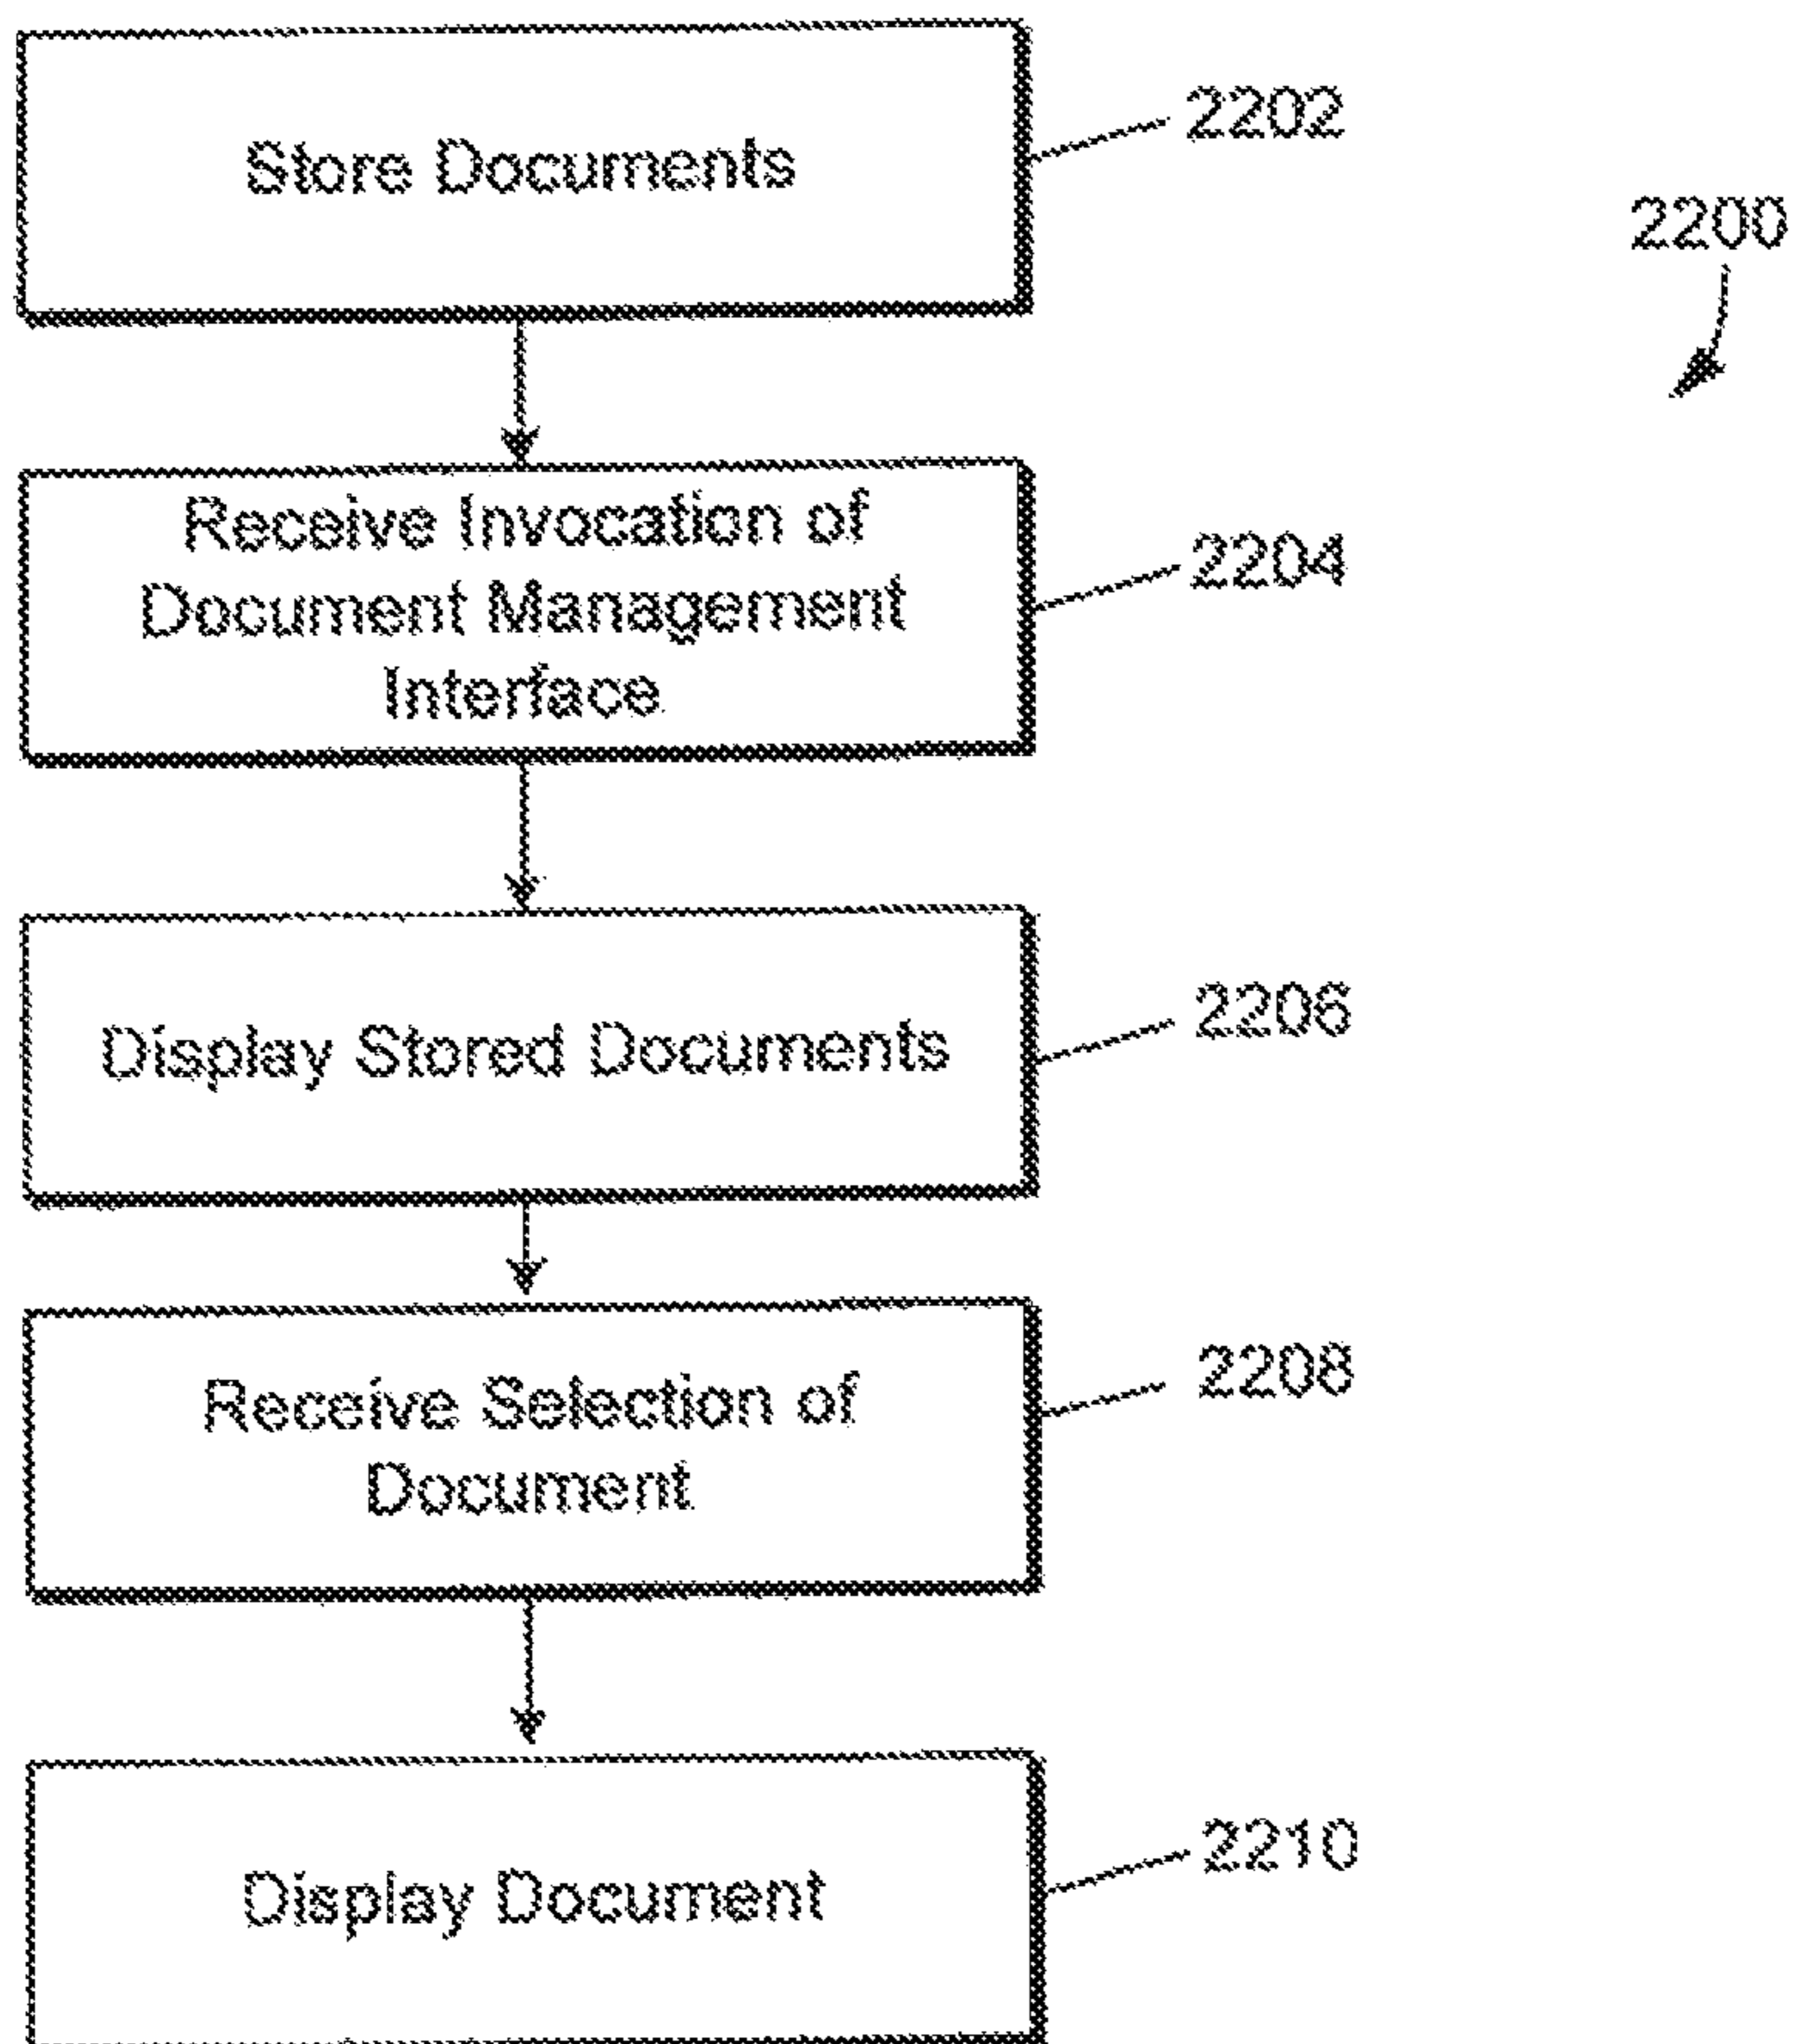 Store Documents
2202
2200
Receive Invocation of
Document Management
Interface
2204
Display Stored Documents
2206
Receive Selection of
Document
2208
Display Document
2210